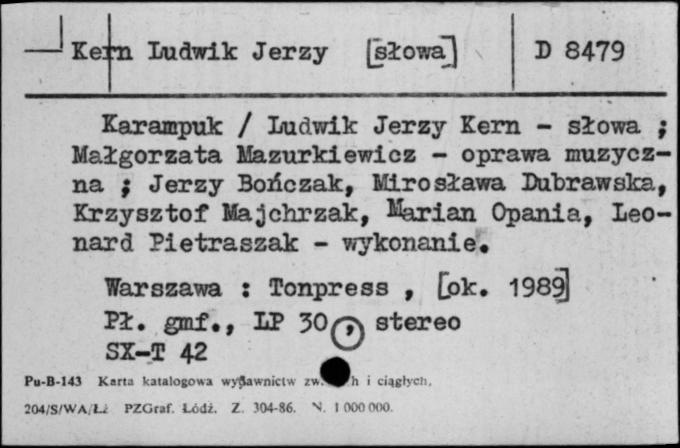 Kern Ludwik Jerzy [słowa] D 8479
Karampuk / Ludwik Jerzy Kern - słowa ;
Małgorzata Mazurkiewicz - oprawa muzycz-
na ; Jerzy Bończak, Mirosława Dubrawska,
Krzysztof Majchrzak, Marian Opania, Leo-
nard Pietraszak - wykonanie.
Warszawa : Tonpress , [ok. 1989]
Pł. gmf., LP 30 , stereo
SX-T 42
Pu-B-143 Karta katalogowa wydawnictw i ciągłych.
204/S/WA/Łż PZGraf. Łódź. Z. 304-86. N. 1 000 000.